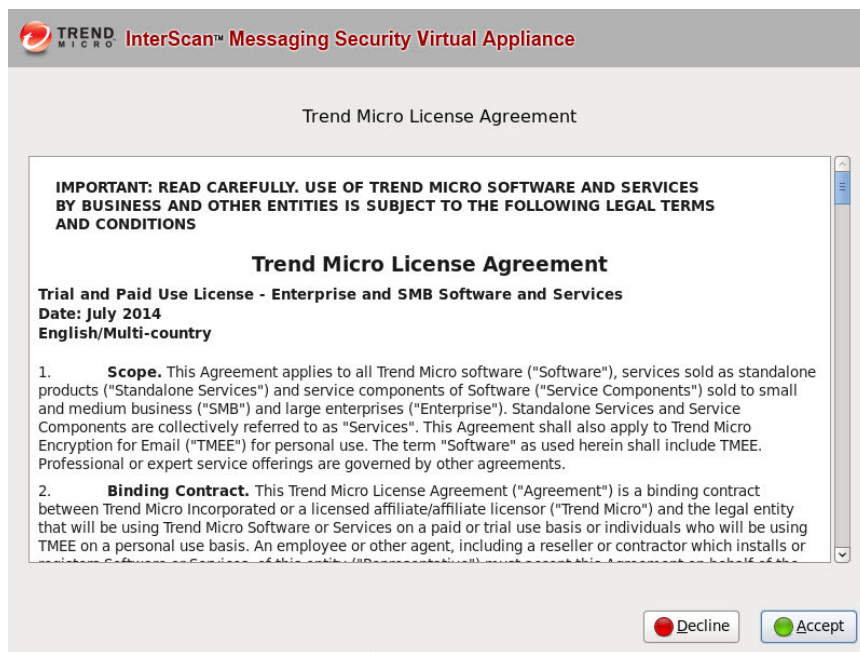 TREND MICRO InterScan™ Messaging Security Virtual Appliance
Trend Micro License Agreement
IMPORTANT: READ CAREFULLY. USE OF TREND MICRO SOFTWARE AND SERVICES
BY BUSINESS AND OTHER ENTITIES IS SUBJECT TO THE FOLLOWING LEGAL TERMS
AND CONDITIONS
Trend Micro License Agreement
Trial and Paid Use License - Enterprise and SMB Software and Services
Date: July 2014
English/Multi-country
1. Scope. This Agreement applies to all Trend Micro software ("Software"), services sold as standalone
products ("Standalone Services") and service components of Software ("Service Components") sold to small
and medium business ("SMB") and large enterprises ("Enterprise"). Standalone Services and Service
Components are collectively referred to as "Services". This Agreement shall also apply to Trend Micro
Encryption for Email ("TMEE") for personal use. The term "Software" as used herein shall include TMEE.
Professional or expert service offerings are governed by other agreements.
2. Binding Contract. This Trend Micro License Agreement ("Agreement") is a binding contract
between Trend Micro Incorporated or a licensed affiliate/affiliate licensor ("Trend Micro") and the legal entity
that will be using Trend Micro Software or Services on a paid or trial use basis or individuals who will be using
TMEE on a personal use basis. An employee or other agent, including a reseller or contractor which installs or
Decline Accept